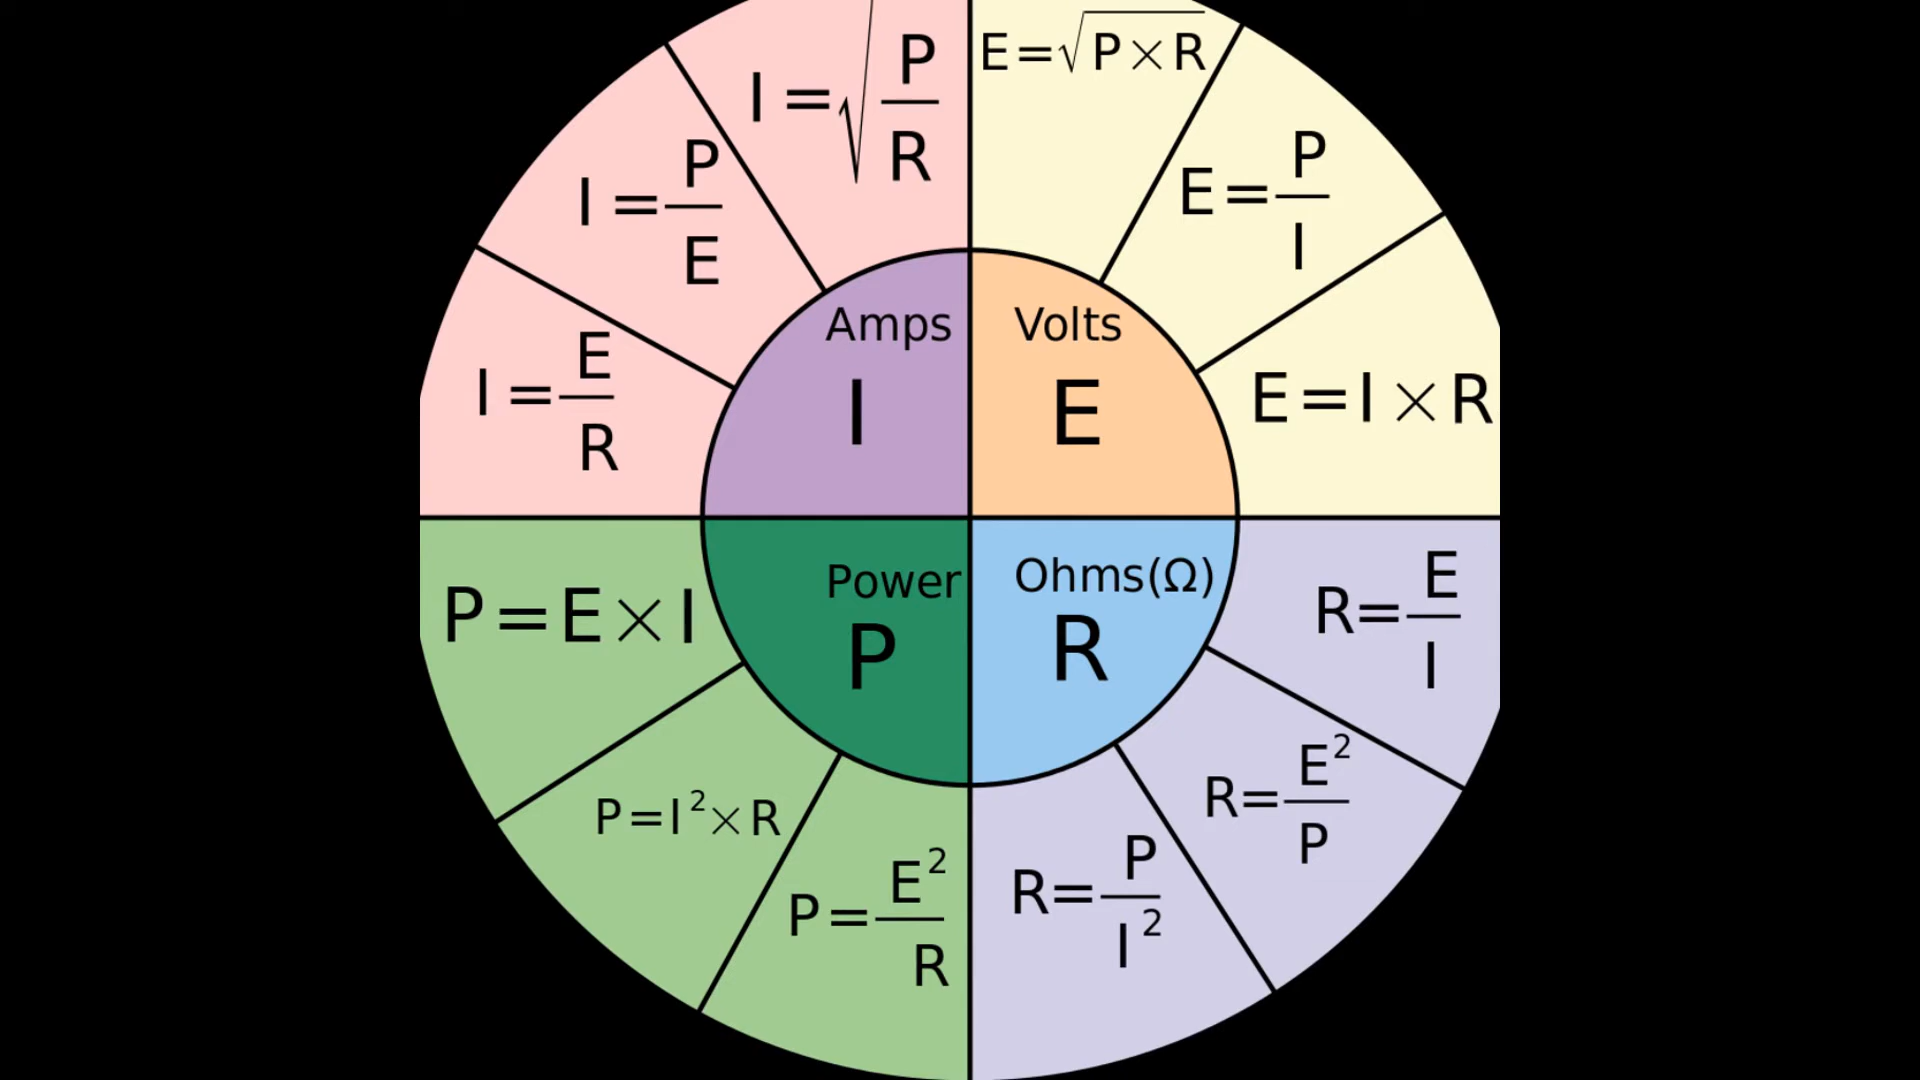 I = √(P/R)
E = √(P × R)
I = P/E
E = P/I
I = E/R
Amps
I
Volts
E
E = I × R
P = E × I
Power
P
Ohms(Ω)
R
R = E/I
P = I² × R
R = E²/P
P = E²/R
R = P/I²